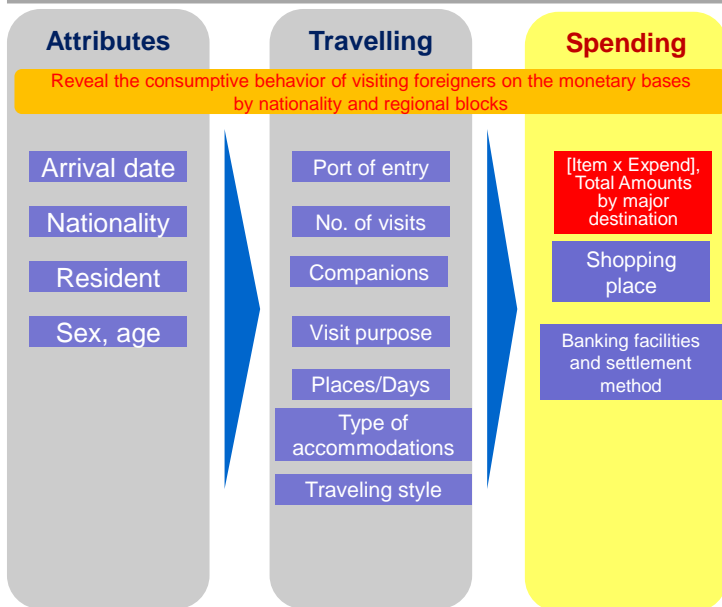 Attributes
Travelling
Spending
Reveal the consumptive behavior of visiting foreigners on the monetary bases
by nationality and regional blocks
Arrival date
Nationality
Resident
Sex, age
Port of entry
No. of visits
Companions
Visit purpose
Places/Days
Type of
accommodations
Traveling style
[Item x Expend],
Total Amounts
by major
destination
Shopping
place
Banking facilities
and settlement
method